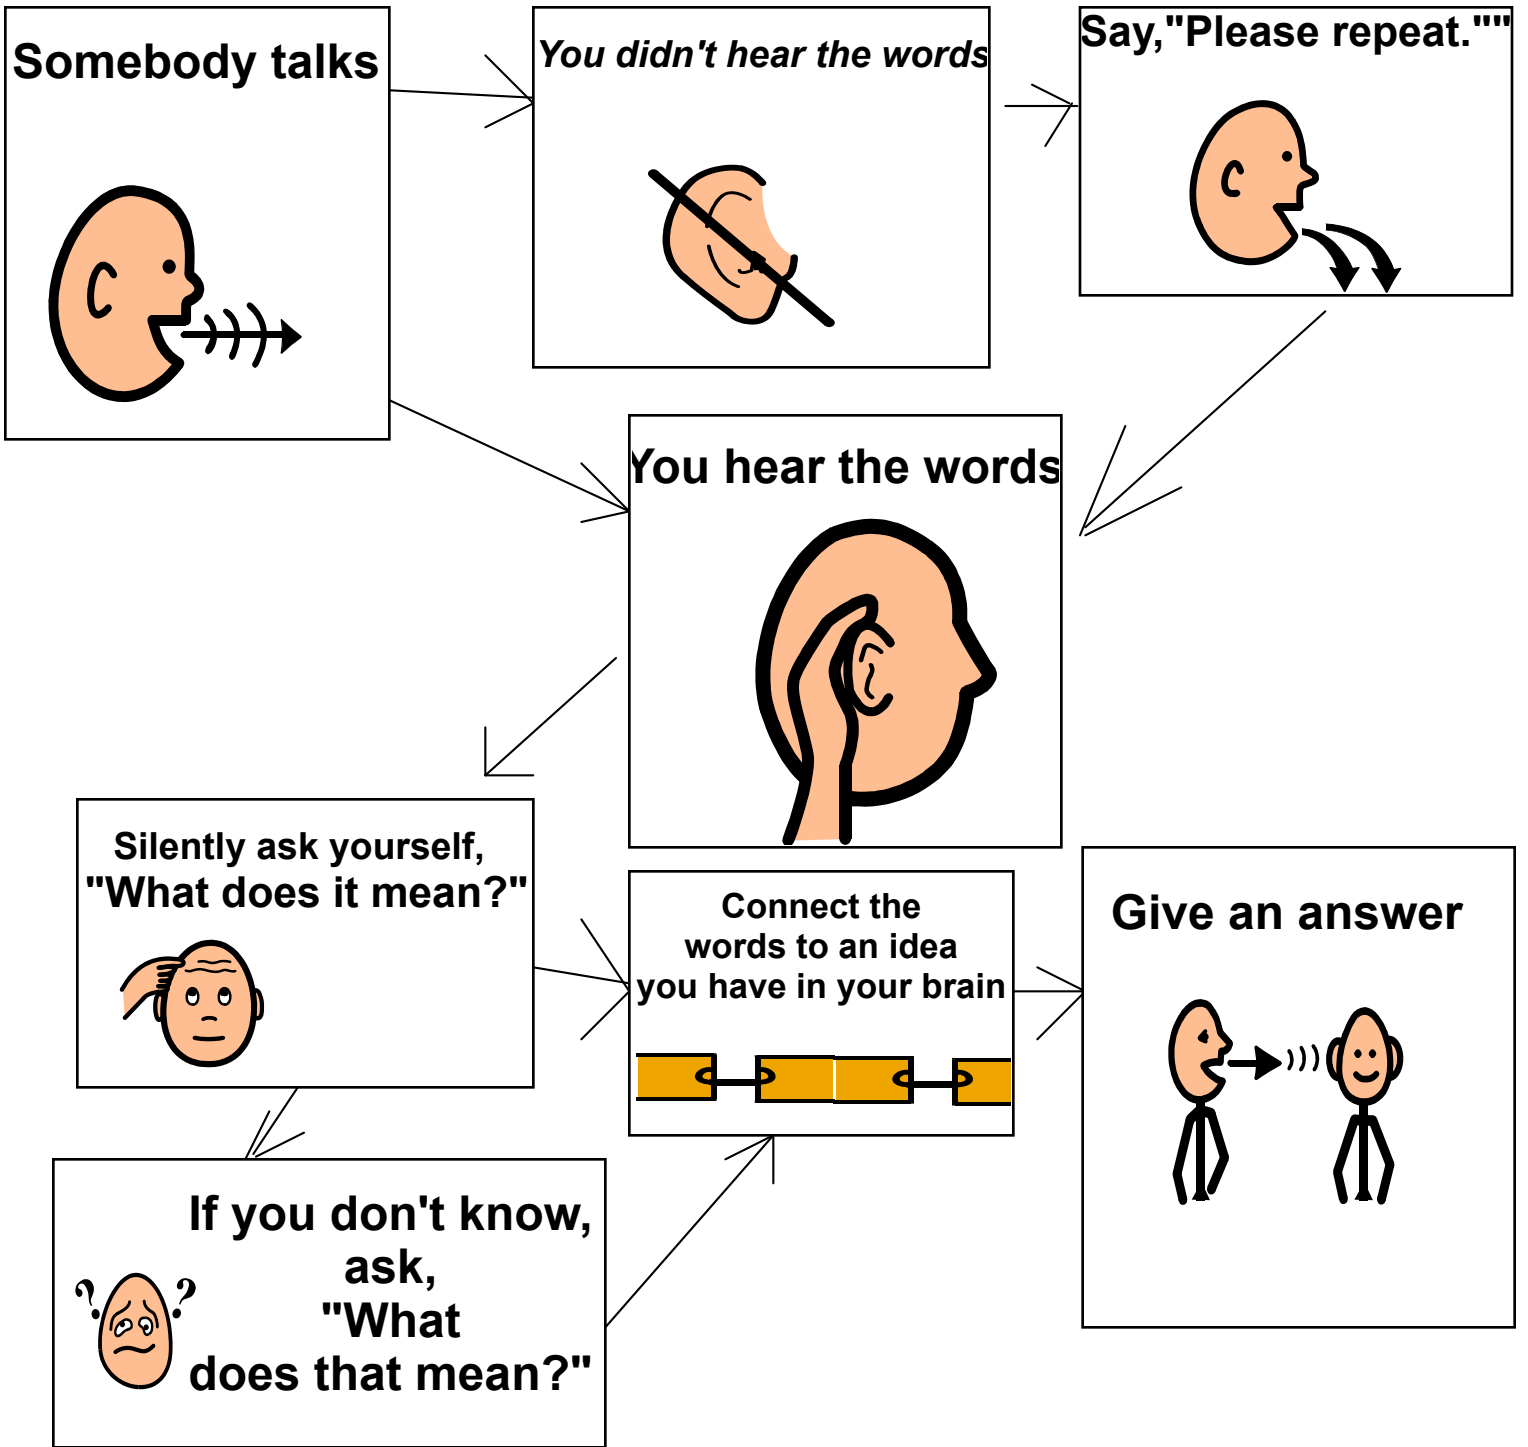 Somebody talks
You didn't hear the words
Say,"Please repeat.""
You hear the words
Silently ask yourself,
"What does it mean?"
Connect the
words to an idea
you have in your brain
Give an answer
If you don't know,
ask,
"What
does that mean?"
? ?